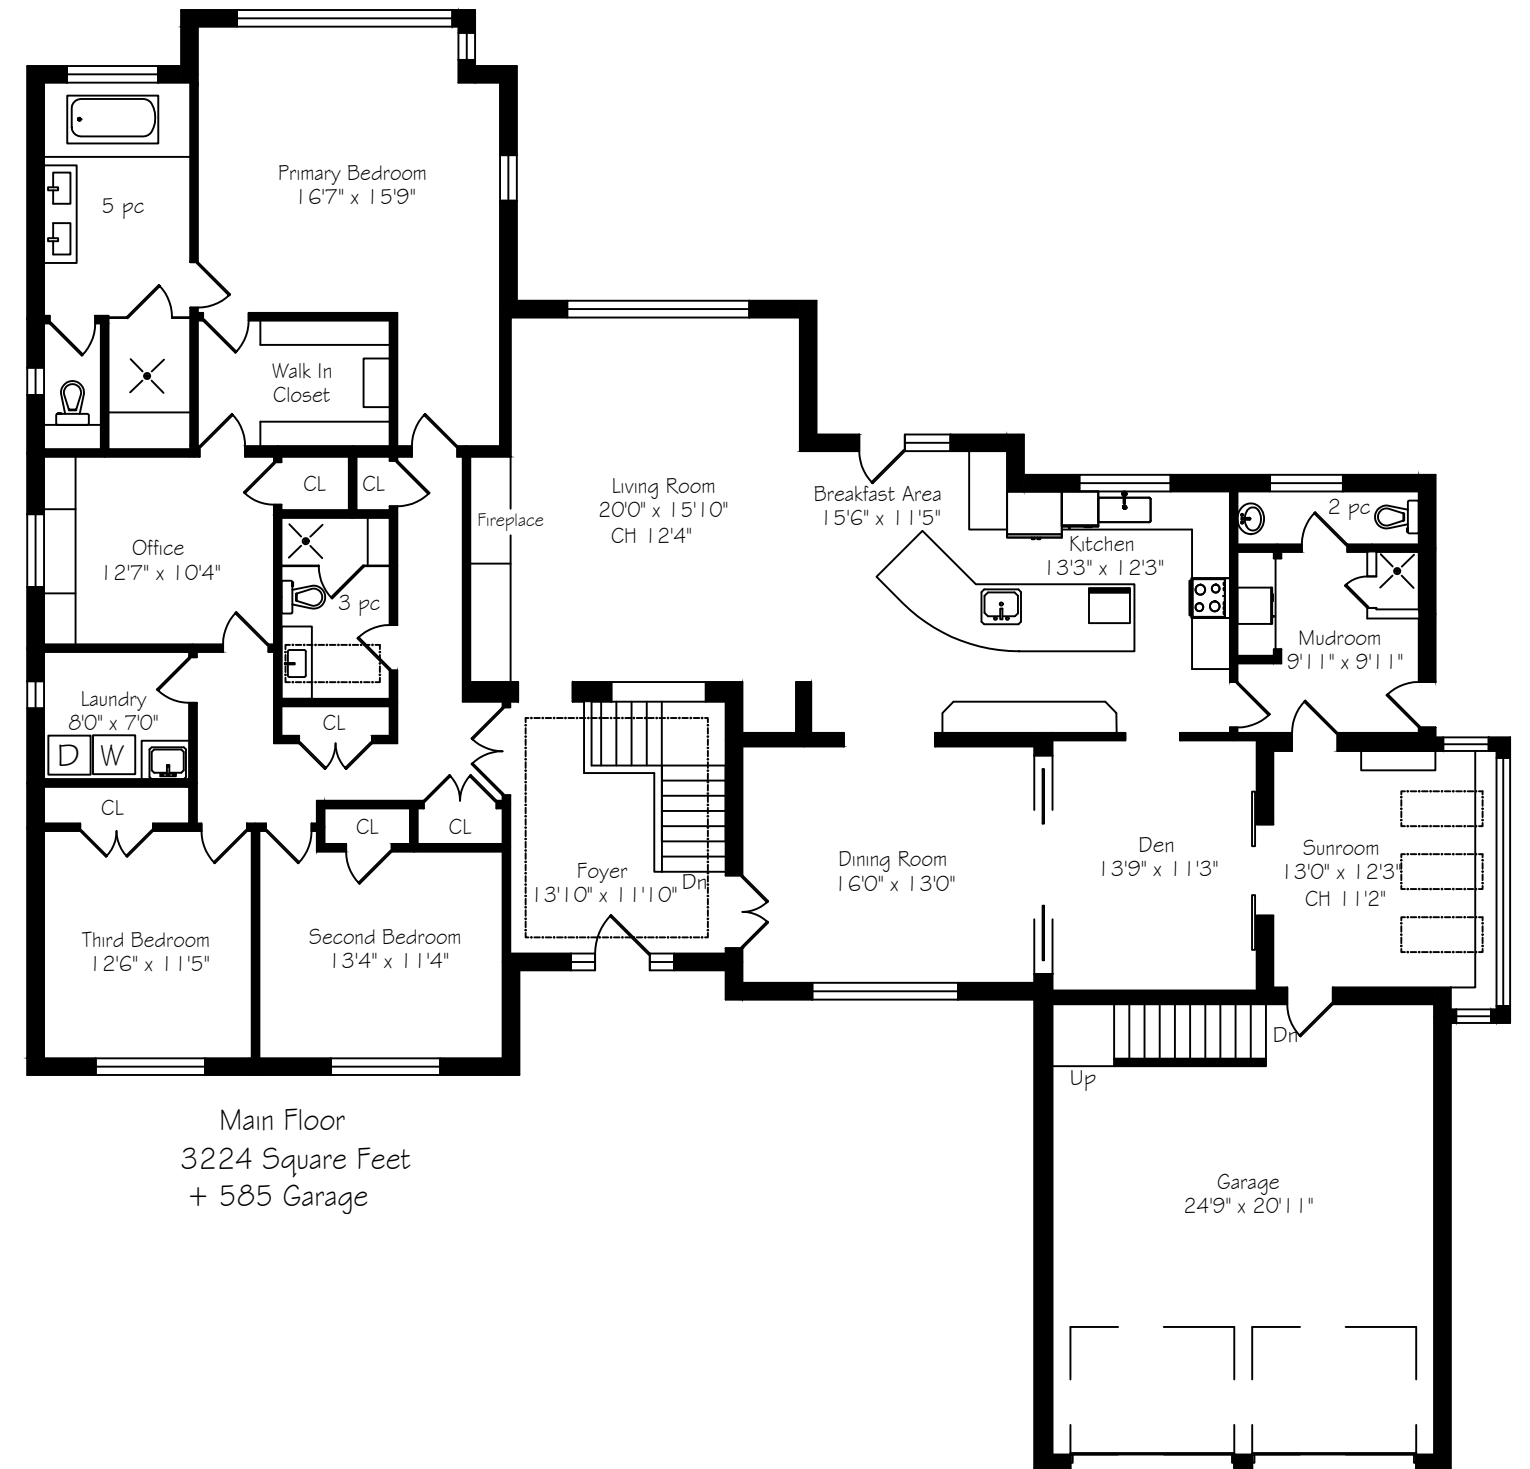 Primary Bedroom
16'7" x 15'9"
5 pc
Walk In
Closet
CL
CL
Fireplace
Living Room
20'0" x 15'10"
CH 12'4"
Breakfast Area
15'6" x 11'5"
Kitchen
13'3" x 12'3"
2 pc
Office
12'7" x 10'4"
3 pc
Mudroom
9'11" x 9'11"
Laundry
8'0" x 7'0"
D
W
CL
CL
CL
CL
Foyer
13'10" x 11'10"
Dn
Dining Room
16'0" x 13'0"
Den
13'9" x 11'3"
Sunroom
13'0" x 12'3"
CH 11'2"
Third Bedroom
12'6" x 11'5"
Second Bedroom
13'4" x 11'4"
Dn
Up
Main Floor
3224 Square Feet
+ 585 Garage
Garage
24'9" x 20'11"